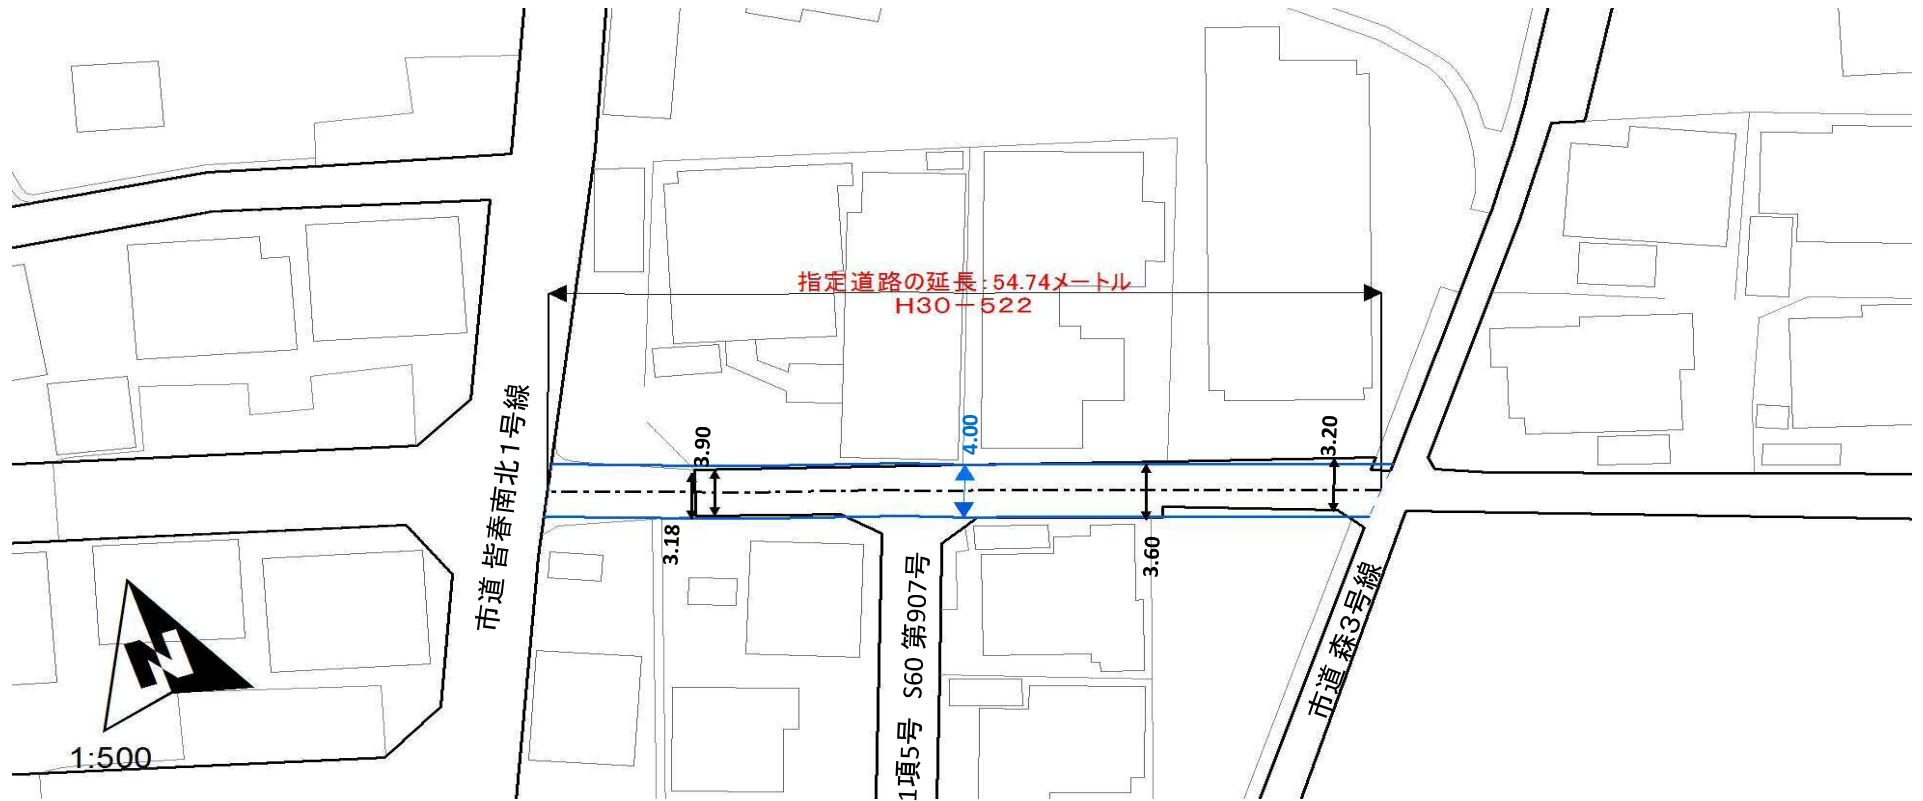 指定道路の延長:54.74メートル
H30-522
市道 皆春南北1号線
3.90
4.00
3.20
3.18
3.60
1項5号 S60 第907号
市道 森3号線
N
1:500